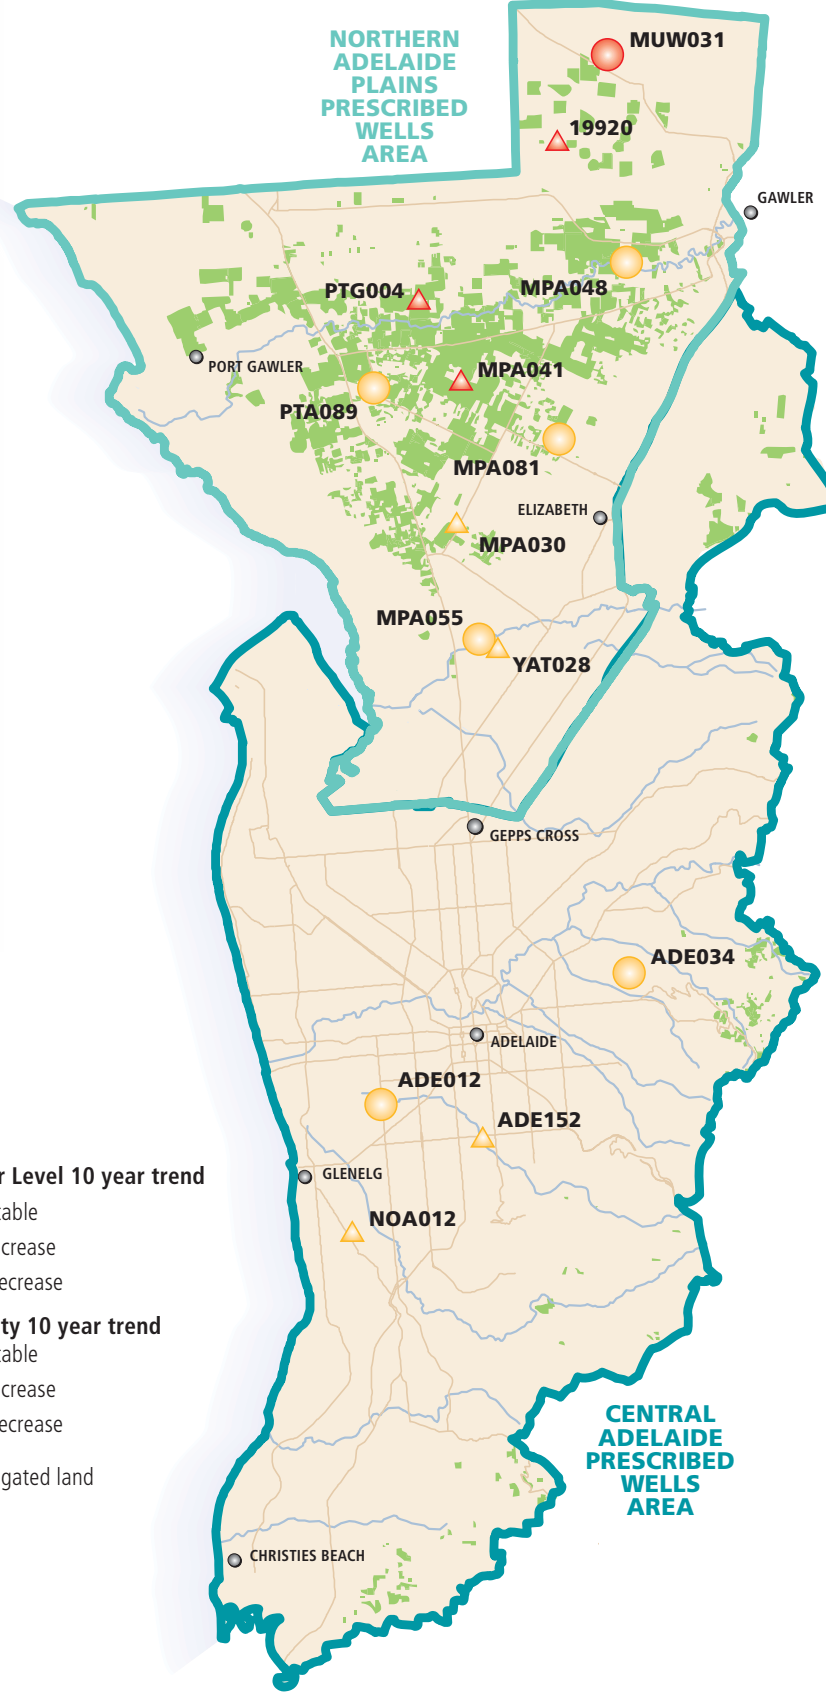 NORTHERN
ADELAIDE
PLAINS
PRESCRIBED
WELLS
AREA
MUW031
19920
GAWLER
PTG004
MPA048
PORT GAWLER
MPA041
PTA089
MPA081
ELIZABETH
MPA030
MPA055
YAT028
GEPPS CROSS
ADE034
ADELAIDE
ADE012
ADE152
GLENELG
NOA012
r Level 10 year trend
table
crease
ecrease
ty 10 year trend
table
crease
ecrease
gated land
CENTRAL
ADELAIDE
PRESCRIBED
WELLS
AREA
CHRISTIES BEACH